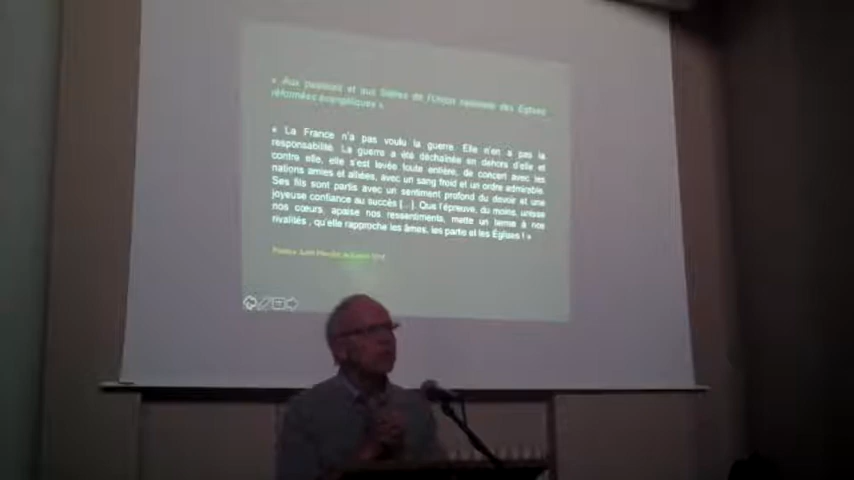 « Aux pasteurs et aux fidèles de l'Union nationale des Églises
réformées évangéliques »
« La France n'a pas voulu la guerre. Elle n'en a pas la
responsabilité. La guerre a été déchaînée en dehors d'elle et
contre elle, elle s'est levée toute entière, de concert avec les
nations amies et alliées, avec un sang froid et un ordre admirable.
Ses fils sont partis avec un sentiment profond du devoir et une
joyeuse confiance au succès [...]. Que l'épreuve, du moins, unisse
nos cœurs, apaise nos ressentiments, matte un terme à nos
rivalités , qu'elle rapproche les âmes, les partis et les Églises ! »